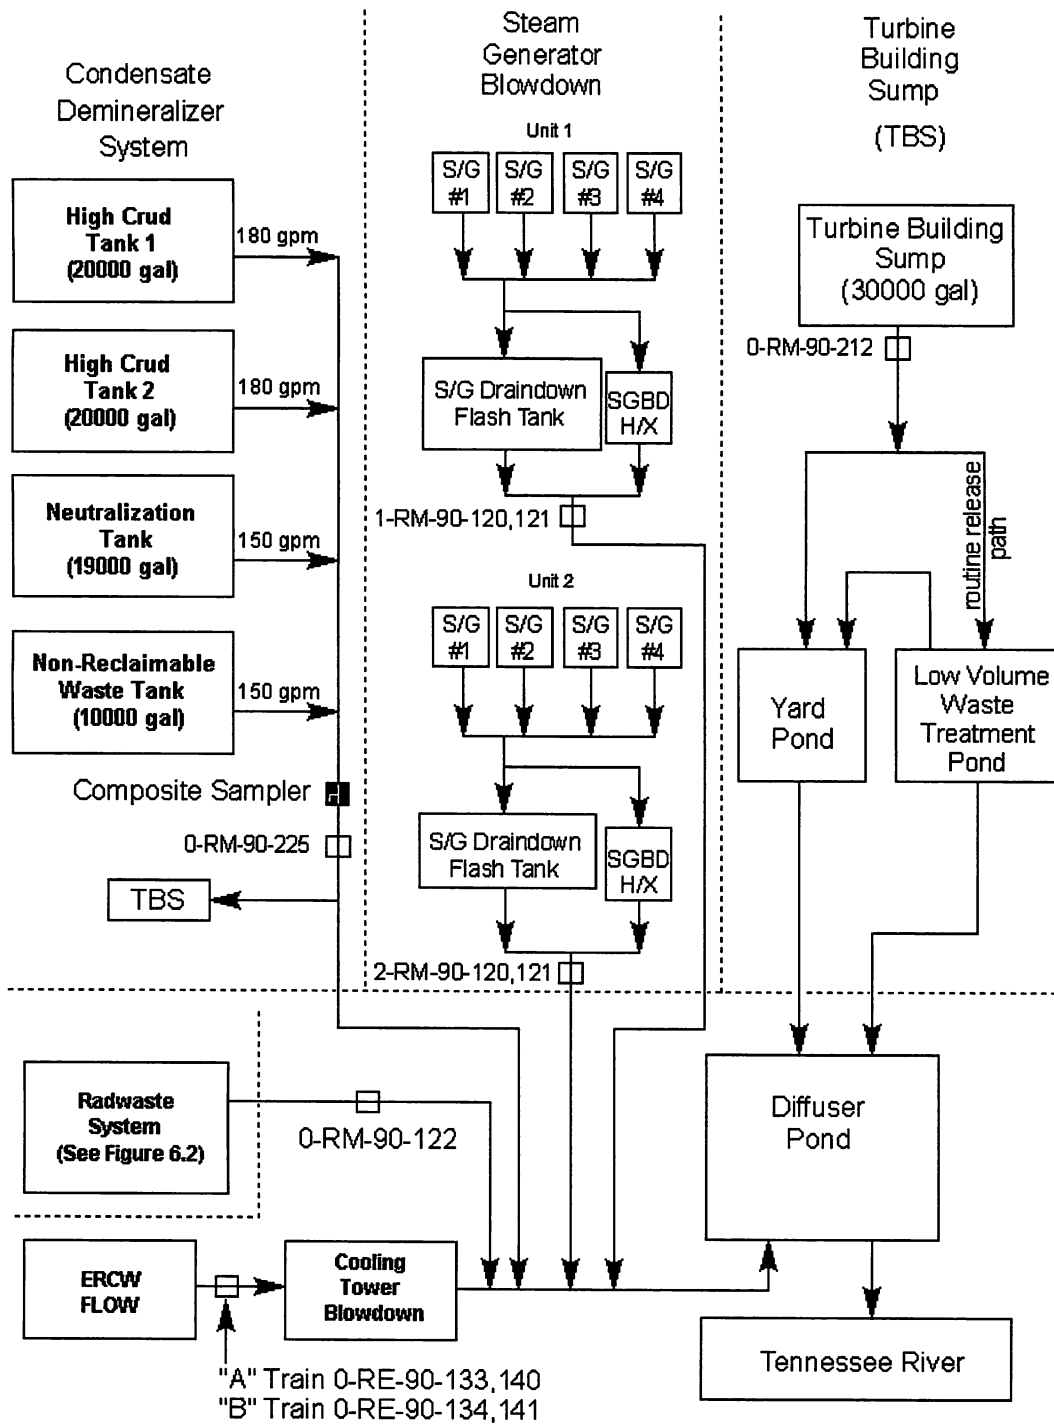 Condensate
Demineralizer
System
High Crud
Tank 1
(20000 gal)
180 gpm
High Crud
Tank 2
(20000 gal)
180 gpm
Neutralization
Tank
(19000 gal)
150 gpm
Non-Reclaimable
Waste Tank
(10000 gal)
150 gpm
Composite Sampler
0-RM-90-225
TBS
Steam
Generator
Blowdown
Unit 1
S/G
#1
S/G
#2
S/G
#3
S/G
#4
S/G Draindown
Flash Tank
SGBD
H/X
1-RM-90-120,121
Unit 2
S/G
#1
S/G
#2
S/G
#3
S/G
#4
S/G Draindown
Flash Tank
SGBD
H/X
2-RM-90-120,121
Turbine
Building
Sump
(TBS)
Turbine Building
Sump
(30000 gal)
0-RM-90-212
routine release
path
Yard
Pond
Low Volume
Waste
Treatment
Pond
Radwaste
System
(See Figure 6.2)
0-RM-90-122
Diffuser
Pond
ERCW
FLOW
Cooling
Tower
Blowdown
Tennessee River
"A" Train 0-RE-90-133,140
"B" Train 0-RE-90-134,141